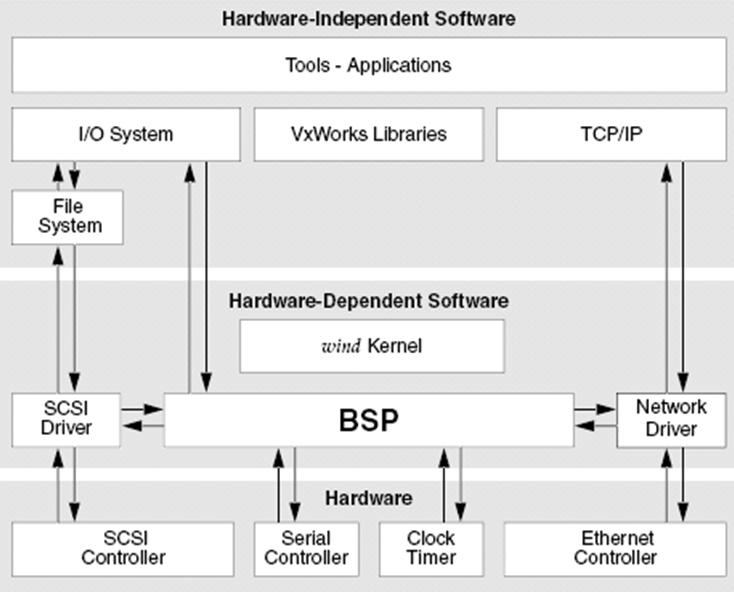 Hardware-Independent Software
Tools - Applications
I/O System
VxWorks Libraries
TCP/IP
File
System
Hardware-Dependent Software
wind Kernel
SCSI
Driver
BSP
Network
Driver
Hardware
SCSI
Controller
Serial
Controller
Clock
Timer
Ethernet
Controller